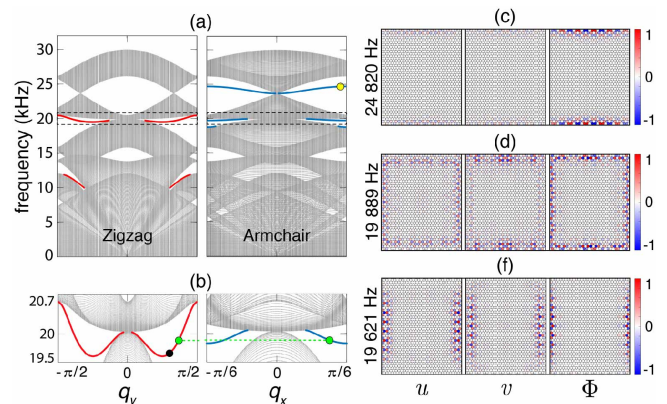 (a)
frequency (kHz)
30
25
20
15
10
5
0
Zigzag
Armchair
(b)
20.7
20
19.5
-π/2
0
π/2
q_y
-π/6
0
π/6
q_x
(c)
24 820 Hz
1
0
-1
(d)
19 889 Hz
1
0
-1
(f)
19 621 Hz
1
0
-1
u
v
Φ